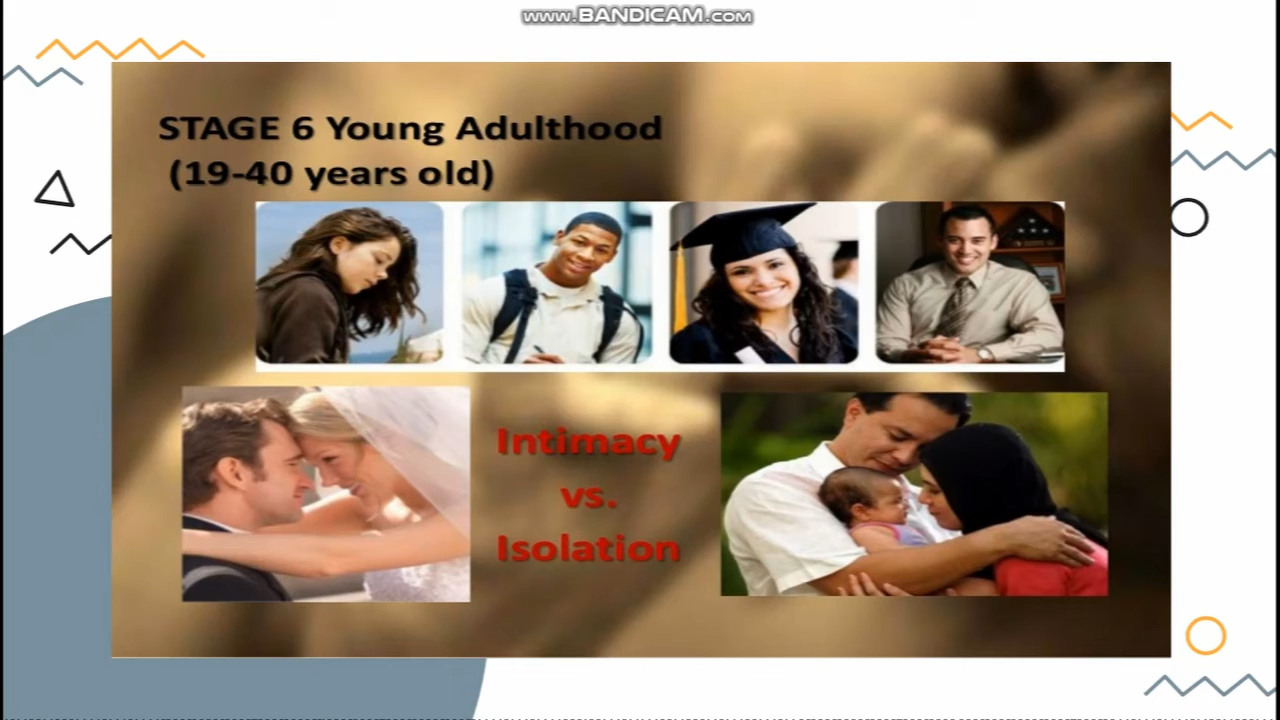 www.BANDICAM.com
STAGE 6 Young Adulthood
(19-40 years old)
Intimacy
vs.
Isolation